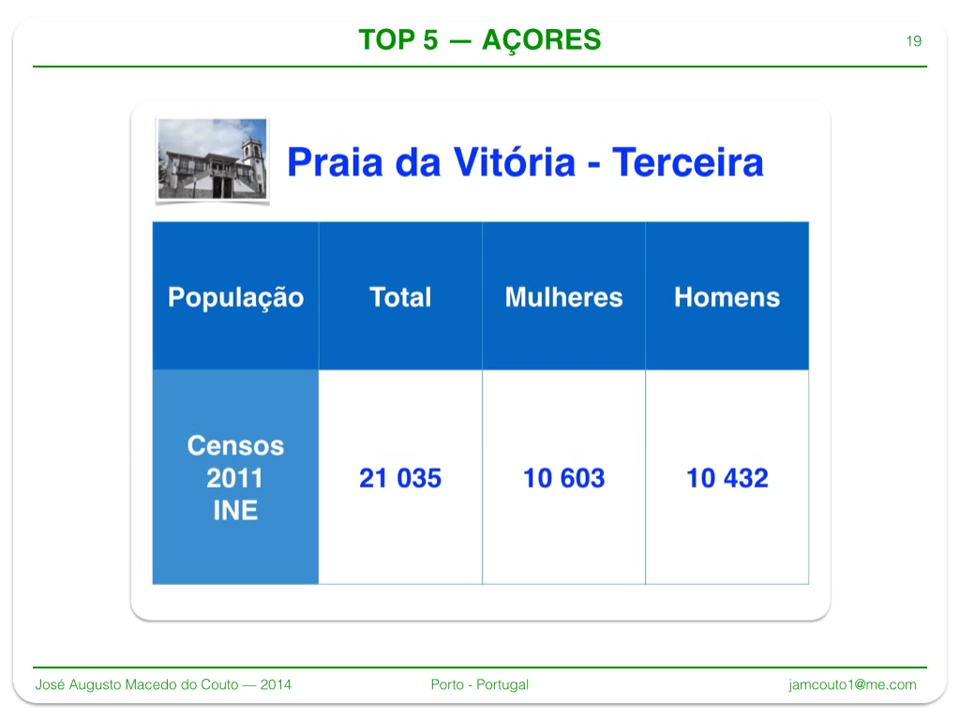 TOP 5 — AÇORES
19
Praia da Vitória - Terceira
População Total Mulheres Homens
Censos
2011
INE
21 035 10 603 10 432
José Augusto Macedo do Couto — 2014 Porto - Portugal jamcouto1@me.com